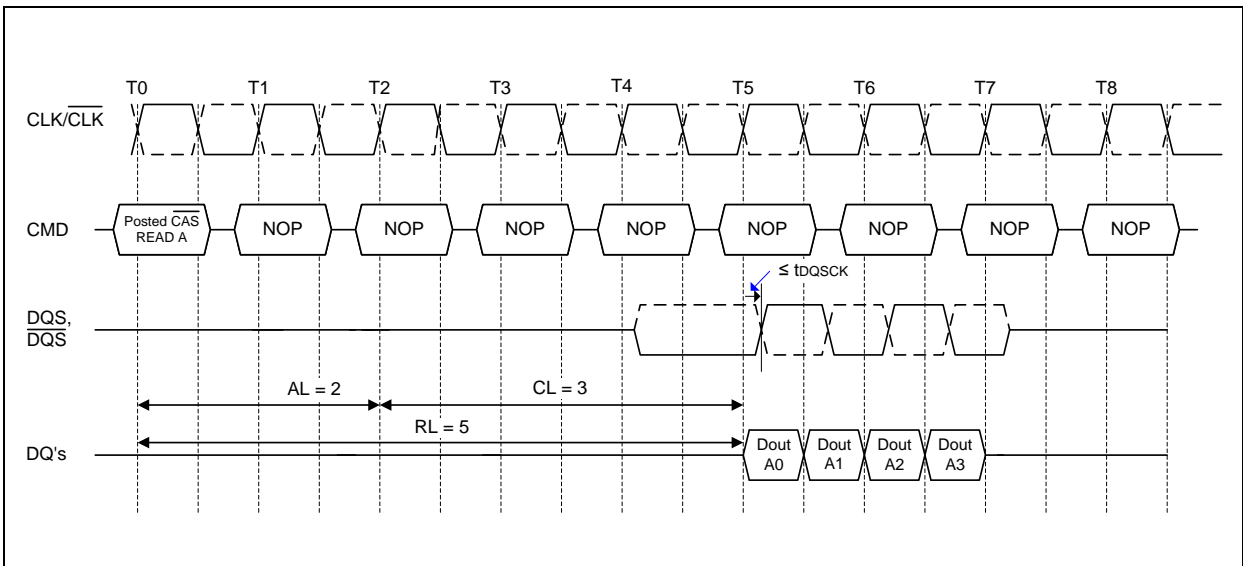 T0 T1 T2 T3 T4 T5 T6 T7 T8
CLK/CLK
CMD
Posted CAS
READ A
NOP NOP NOP NOP NOP NOP NOP NOP
≤ tDQSCK
DQS,
DQS
AL = 2 CL = 3
RL = 5
DQ's
Dout
A0
Dout
A1
Dout
A2
Dout
A3